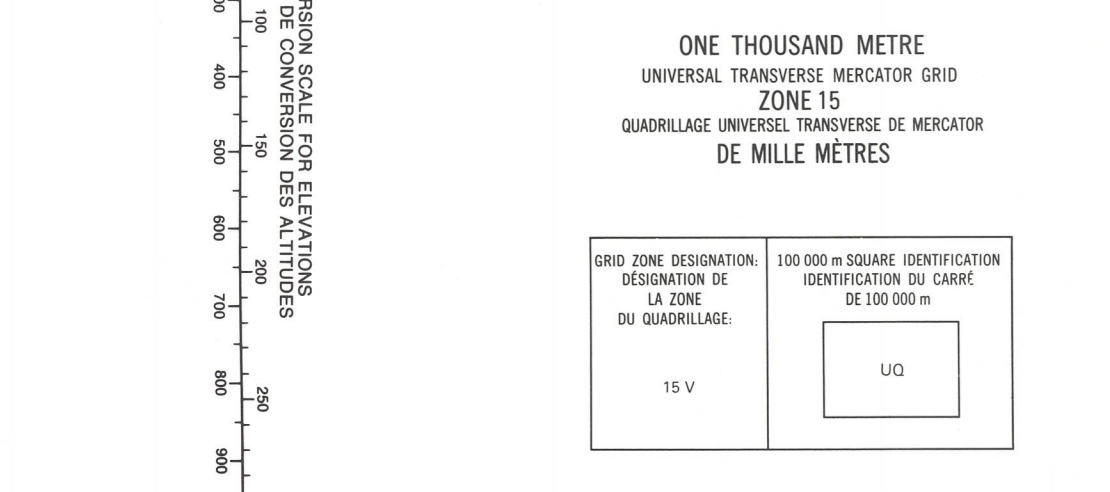 RSION SCALE FOR ELEVATIONS
DE CONVERSION DES ALTITUDES
100
150
200
250
400
500
600
700
800
900
ONE THOUSAND METRE
UNIVERSAL TRANSVERSE MERCATOR GRID
ZONE 15
QUADRILLAGE UNIVERSEL TRANSVERSE DE MERCATOR
DE MILLE MÈTRES
GRID ZONE DESIGNATION:
DÉSIGNATION DE
LA ZONE
DU QUADRILLAGE:
15 V
100 000 m SQUARE IDENTIFICATION
IDENTIFICATION DU CARRÉ
DE 100 000 m
UQ